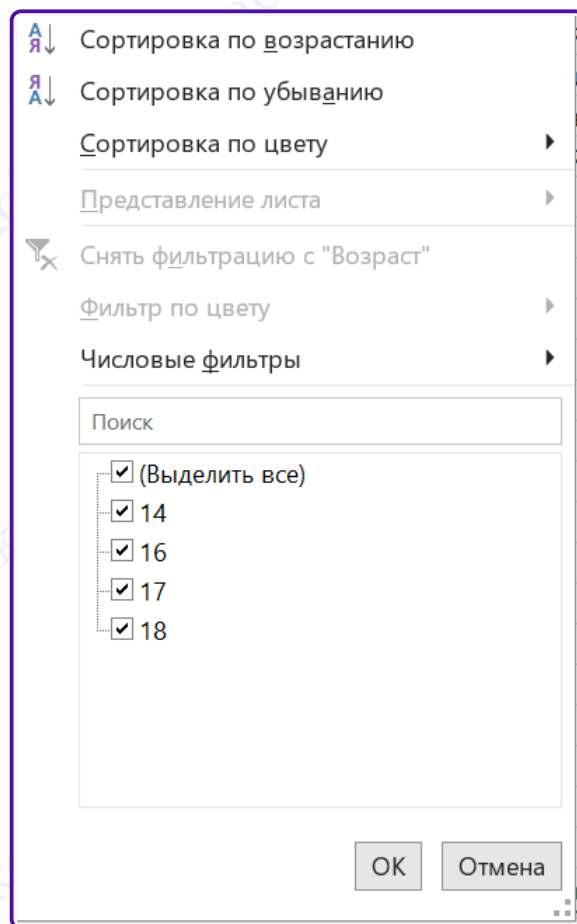 Сортировка по возрастанию
Сортировка по убыванию
Сортировка по цвету
Представление листа
Снять фильтрацию с "Возраст"
Фильтр по цвету
Числовые фильтры
Поиск
(Выделить все)
14
16
17
18
ОК
Отмена